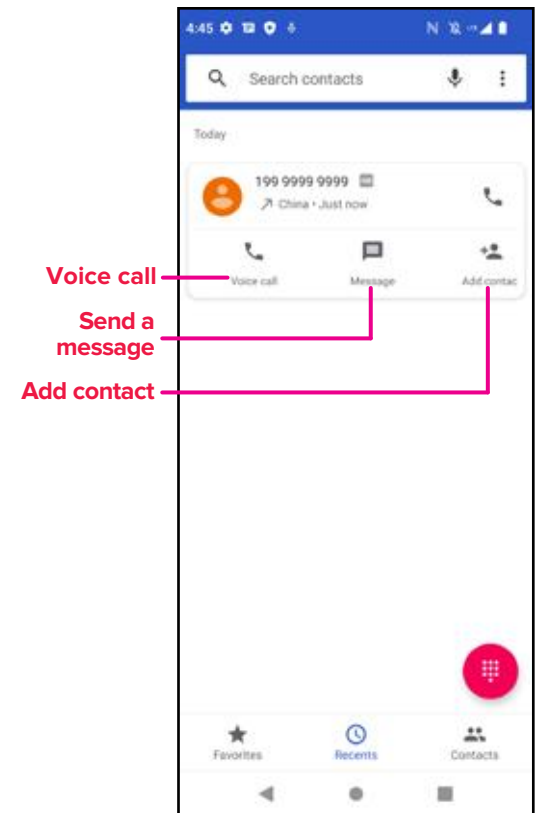 4:45
Search contacts
Today
199 9999 9999
China • Just now
Voice call
Message
Add contac
Voice call
Send a
message
Add contact
Favorites
Recents
Contacts